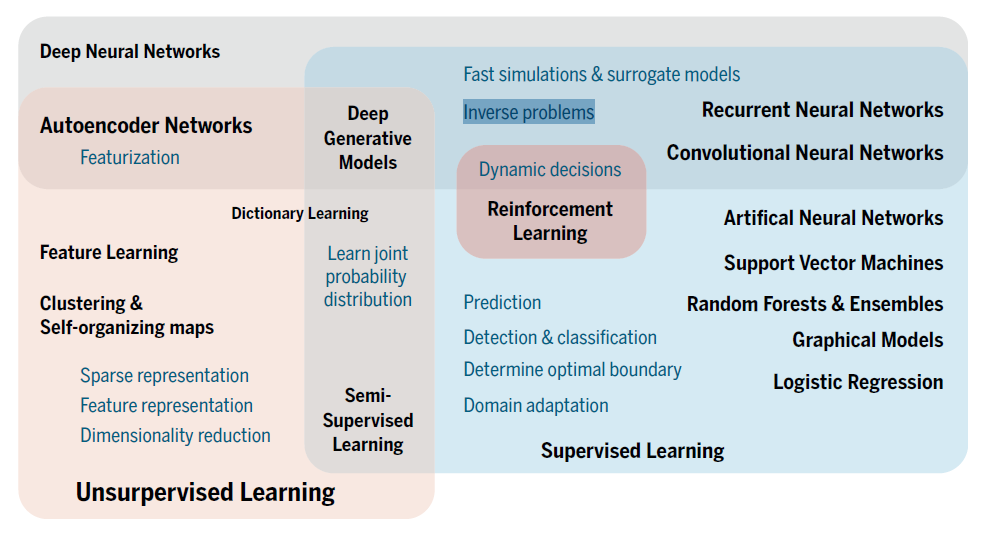 Deep Neural Networks
Fast simulations & surrogate models
Inverse problems
Recurrent Neural Networks
Convolutional Neural Networks
Autoencoder Networks
Featurization
Deep
Generative
Models
Dynamic decisions
Reinforcement
Learning
Dictionary Learning
Artifical Neural Networks
Feature Learning
Learn joint
probability
distribution
Support Vector Machines
Clustering &
Self-organizing maps
Prediction
Random Forests & Ensembles
Detection & classification
Graphical Models
Sparse representation
Feature representation
Dimensionality reduction
Determine optimal boundary
Logistic Regression
Semi-
Supervised
Learning
Domain adaptation
Supervised Learning
Unsurpervised Learning